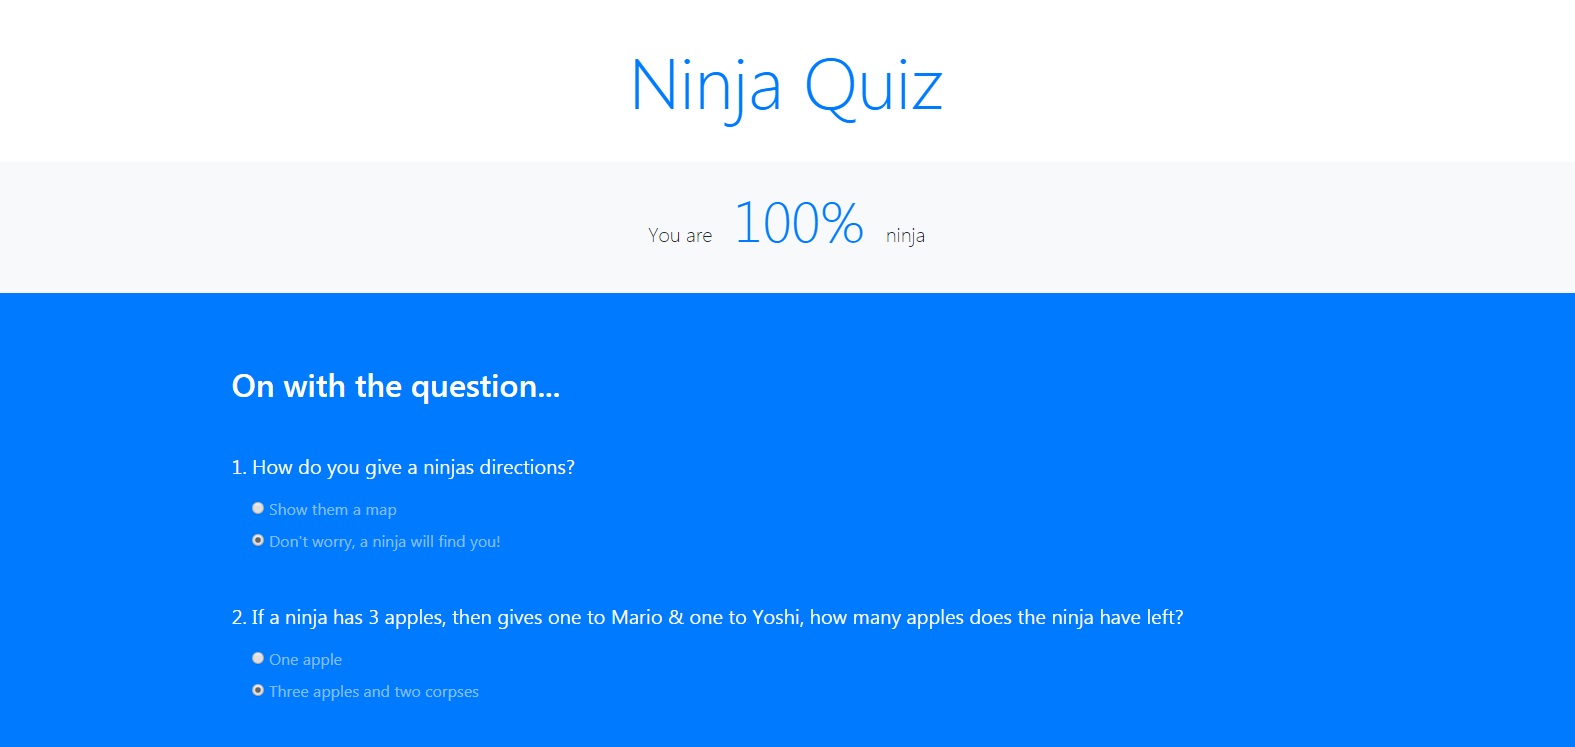 Ninja Quiz
You are 100% ninja
On with the question...
1. How do you give a ninjas directions?
Show them a map
Don't worry, a ninja will find you!
2. If a ninja has 3 apples, then gives one to Mario & one to Yoshi, how many apples does the ninja have left?
One apple
Three apples and two corpses